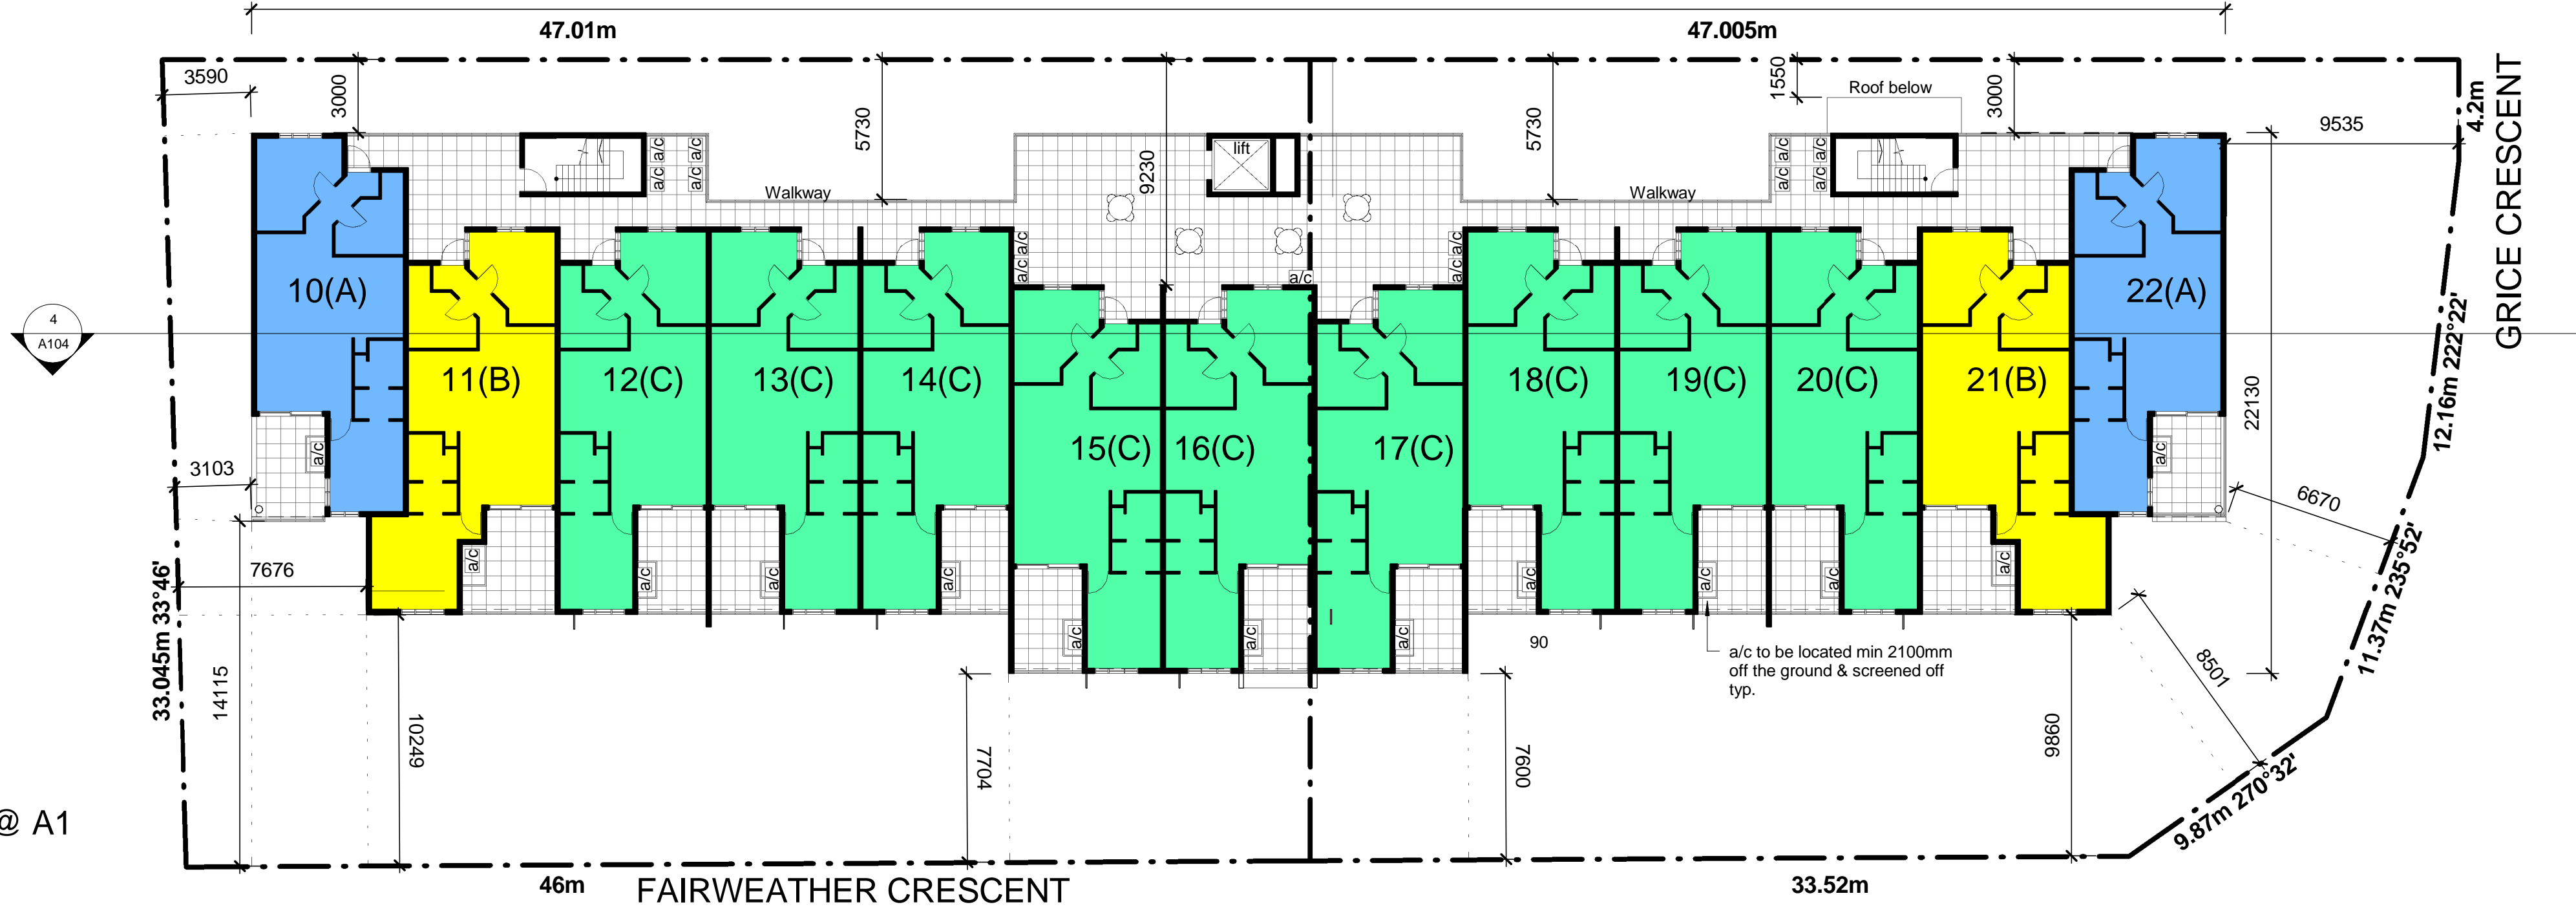 47.01m
47.005m
3590
3000
5730
9230
5730
1550
Roof below
3000
9535
4.2m
GRICE CRESCENT
a/c
a/c
a/c
a/c
lift
a/c
a/c
a/c
a/c
Walkway
Walkway
a/c
a/c
a/c
a/c
a/c
10(A)
22(A)
4
A104
11(B)
12(C)
13(C)
14(C)
15(C)
16(C)
17(C)
18(C)
19(C)
20(C)
21(B)
12.16m 222°22'
22130
3103
a/c
a/c
6670
7676
a/c
a/c
a/c
a/c
a/c
a/c
a/c
a/c
a/c
a/c
a/c
11.37m 235°52'
33.045m 33°46'
90
a/c to be located min 2100mm
off the ground & screened off
typ.
8501
14115
10249
7704
7600
9860
9.87m 270°32'
@ A1
46m
FAIRWEATHER CRESCENT
33.52m